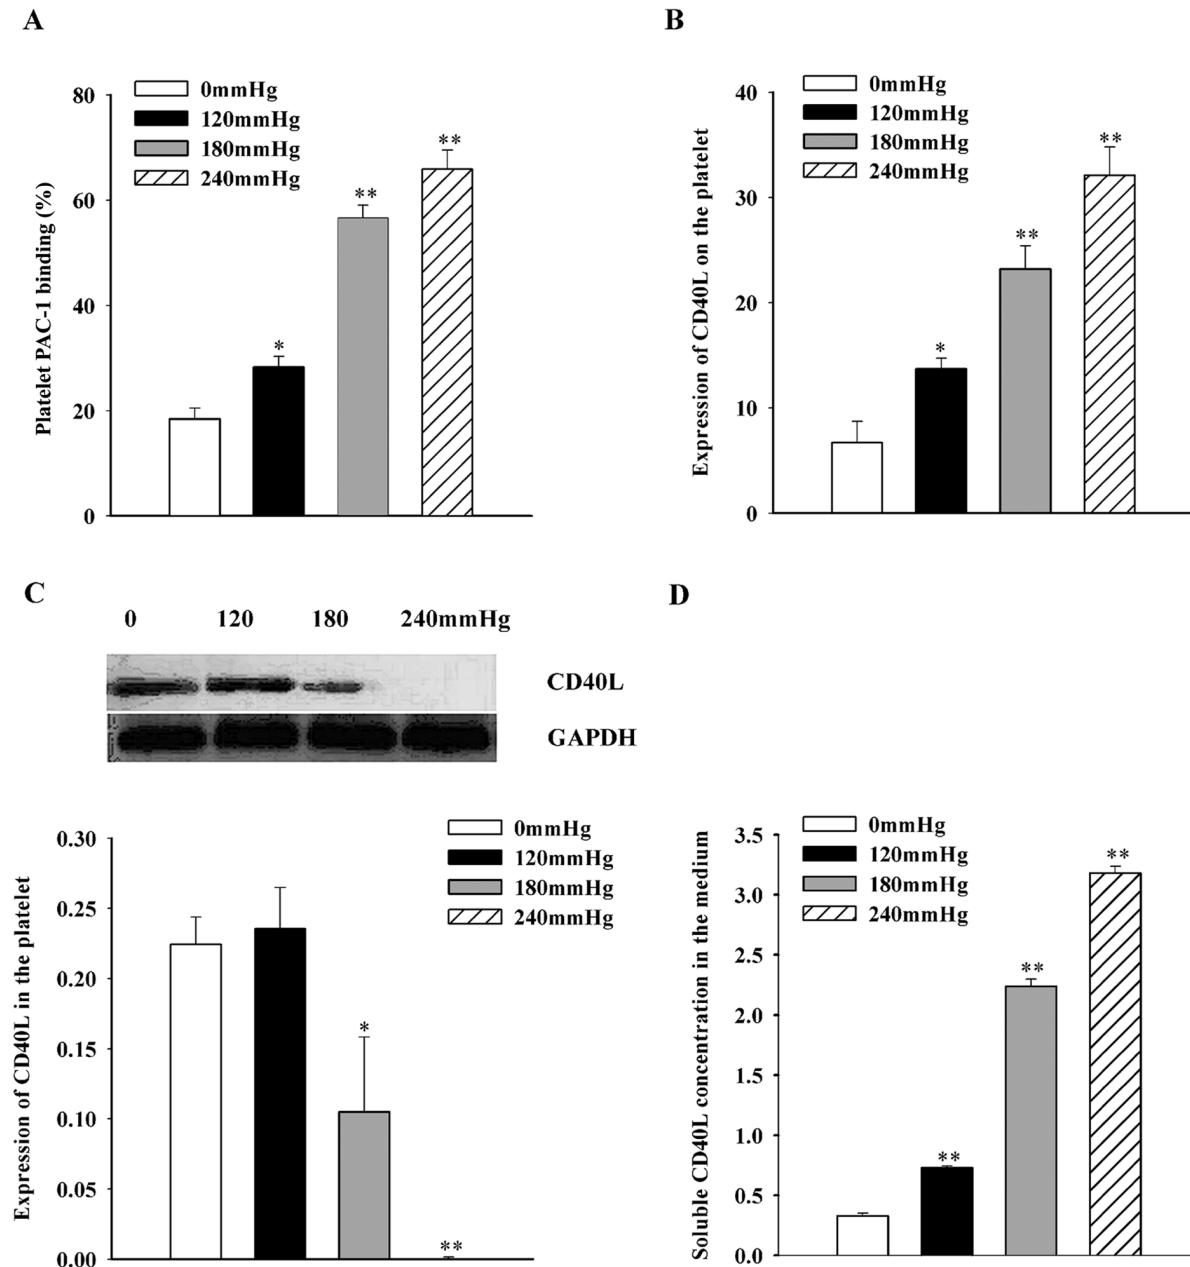 A
0mmHg
120mmHg
180mmHg
240mmHg
80
60
40
20
0
Platelet PAC-1 binding (%)
*
**
**
B
0mmHg
120mmHg
180mmHg
240mmHg
40
30
20
10
0
Expression of CD40L on the platelet
*
**
**
C
0 120 180 240mmHg
CD40L
GAPDH
0mmHg
120mmHg
180mmHg
240mmHg
0.30
0.25
0.20
0.15
0.10
0.05
0.00
Expression of CD40L in the platelet
*
**
D
0mmHg
120mmHg
180mmHg
240mmHg
3.5
3.0
2.5
2.0
1.5
1.0
0.5
0.0
Soluble CD40L concentration in the medium
**
**
**